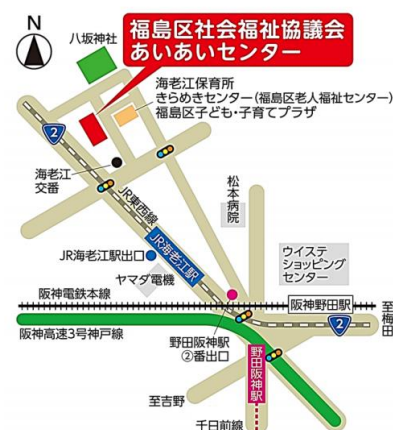 福島区社会福祉協議会
あいあいセンター
N
八坂神社
海老江保育所
きらめきセンター(福島区老人福祉センター)
福島区子ども・子育てプラザ
2
海老江
交番
JR東西線
松本病院
JR海老江駅出口
JR海老江駅
ヤマダ電機
ウイステ
ショッピング
センター
阪神電鉄本線
阪神野田駅
至梅田
阪神高速3号神戸線
野田阪神駅
②番出口
2
野田阪神駅
至吉野
千日前線